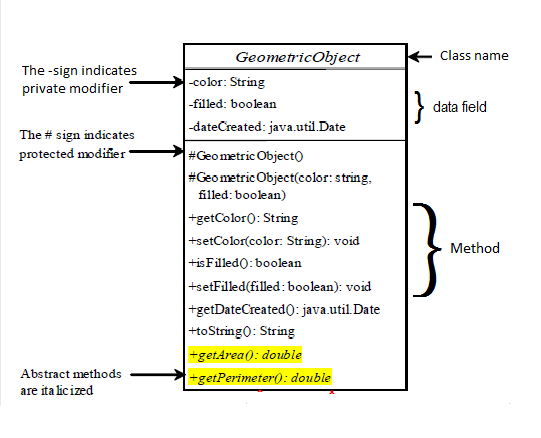 GeometricObject
Class name
The -sign indicates
private modifier
-color: String
-filled: boolean
-dateCreated: java.util.Date
data field
The # sign indicates
protected modifier
#GeometricObject()
#GeometricObject(color: string,
filled: boolean)
+getColor(): String
+setColor(color: String): void
+isFilled(): boolean
+setFilled(filled: boolean): void
+getDateCreated(): java.util.Date
+toString(): String
+getArea(): double
+getPerimeter(): double
Method
Abstract methods
are italicized